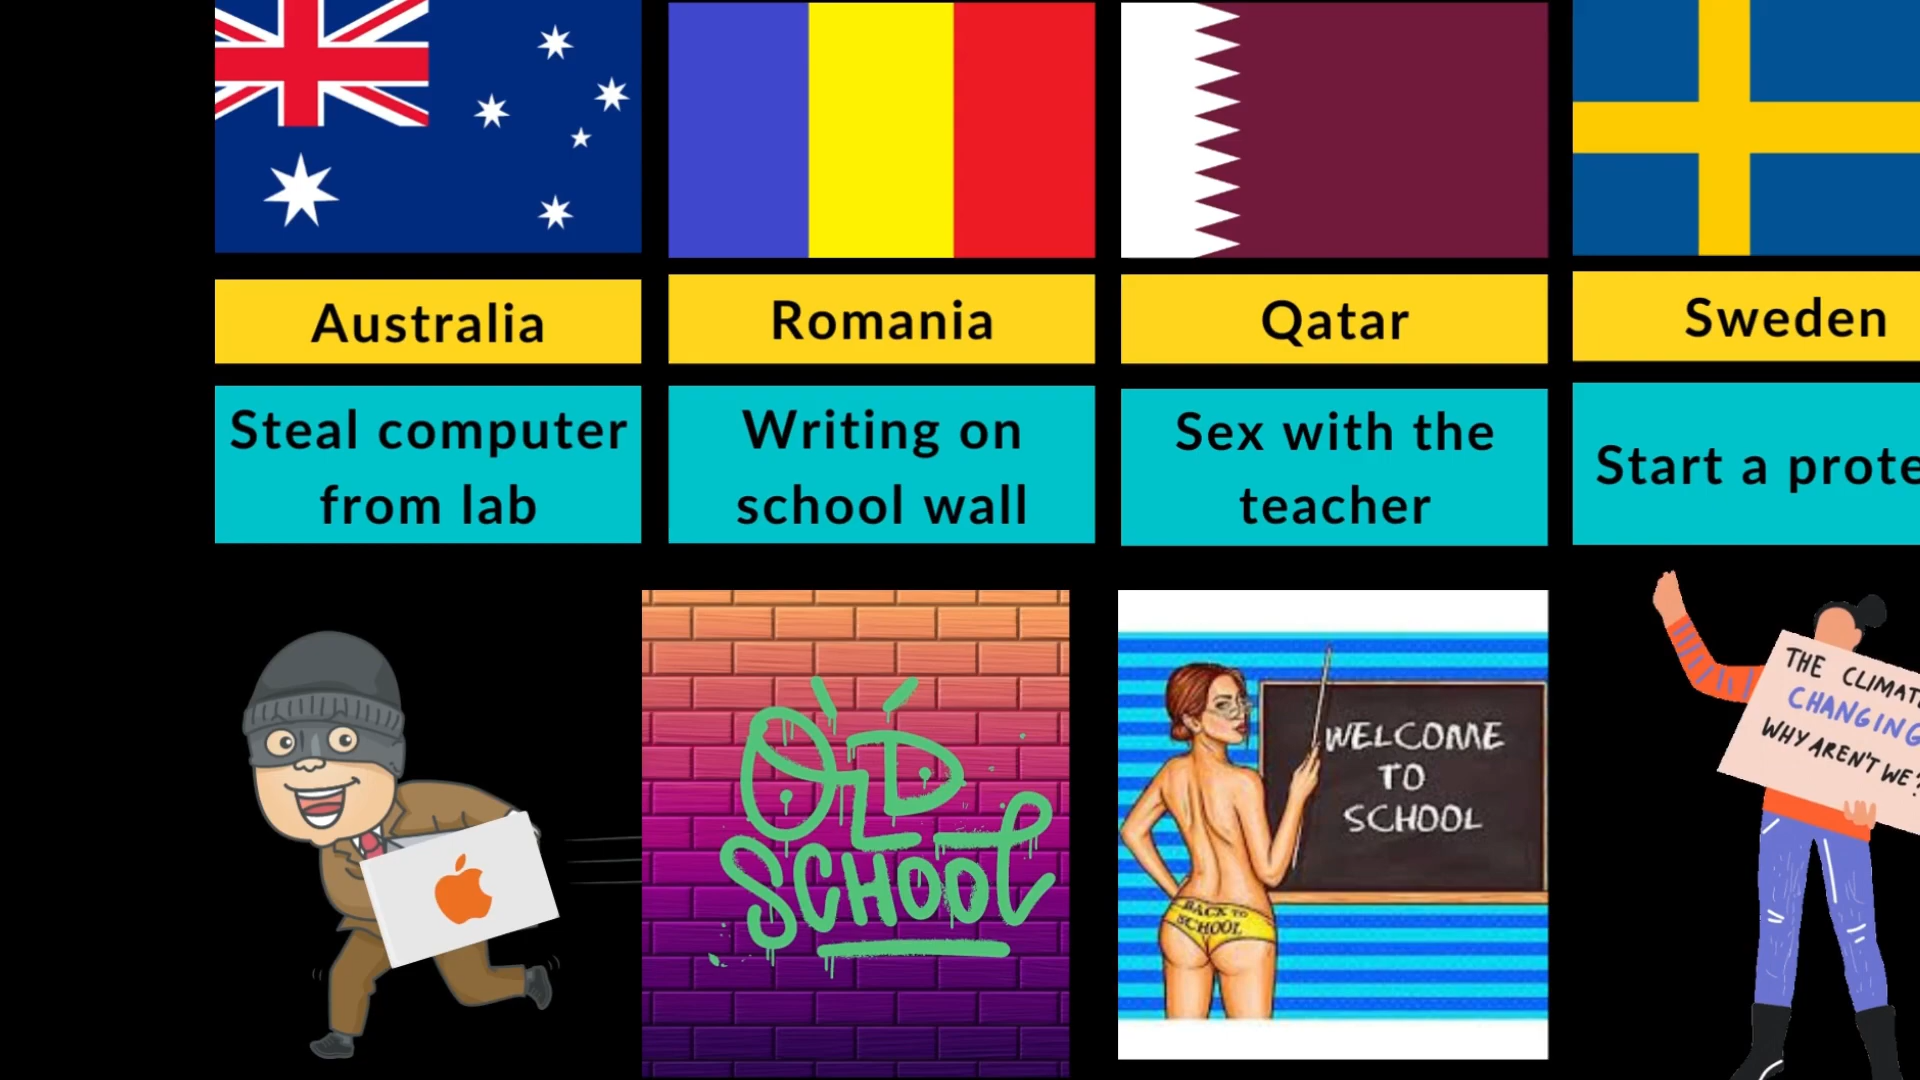 Australia
Romania
Qatar
Sweden
Steal computer
from lab
Writing on
school wall
Sex with the
teacher
Start a prote
OLD
SCHOOL
WELCOME
TO
SCHOOL
BACK TO
SCHOOL
THE CLIMAT
CHANGING
WHY AREN'T WE?